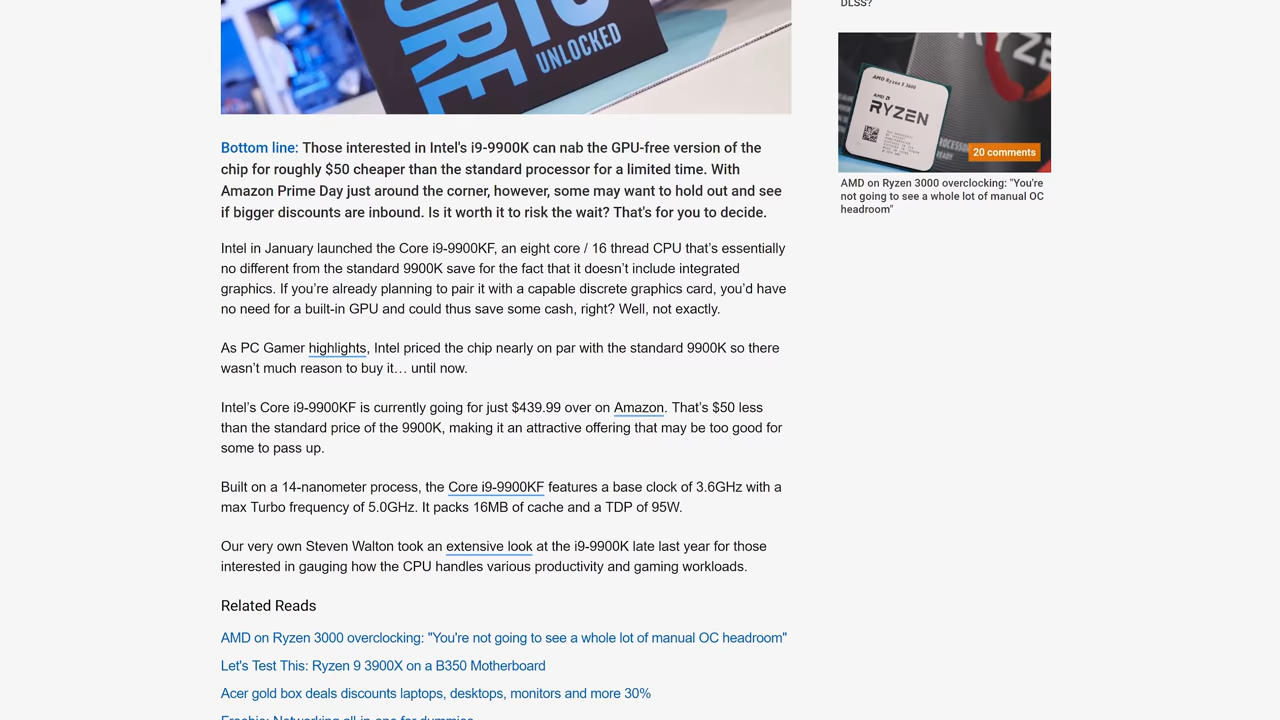 UNLOCKED
DLSS?
AMD Ryzen 5 3600
RYZEN
20 comments
AMD on Ryzen 3000 overclocking: "You're
not going to see a whole lot of manual OC
headroom"
Bottom line: Those interested in Intel's i9-9900K can nab the GPU-free version of the
chip for roughly $50 cheaper than the standard processor for a limited time. With
Amazon Prime Day just around the corner, however, some may want to hold out and see
if bigger discounts are inbound. Is it worth it to risk the wait? That's for you to decide.
Intel in January launched the Core i9-9900KF, an eight core / 16 thread CPU that’s essentially
no different from the standard 9900K save for the fact that it doesn’t include integrated
graphics. If you’re already planning to pair it with a capable discrete graphics card, you’d have
no need for a built-in GPU and could thus save some cash, right? Well, not exactly.
As PC Gamer highlights, Intel priced the chip nearly on par with the standard 9900K so there
wasn’t much reason to buy it… until now.
Intel’s Core i9-9900KF is currently going for just $439.99 over on Amazon. That’s $50 less
than the standard price of the 9900K, making it an attractive offering that may be too good for
some to pass up.
Built on a 14-nanometer process, the Core i9-9900KF features a base clock of 3.6GHz with a
max Turbo frequency of 5.0GHz. It packs 16MB of cache and a TDP of 95W.
Our very own Steven Walton took an extensive look at the i9-9900K late last year for those
interested in gauging how the CPU handles various productivity and gaming workloads.
Related Reads
AMD on Ryzen 3000 overclocking: "You're not going to see a whole lot of manual OC headroom"
Let's Test This: Ryzen 9 3900X on a B350 Motherboard
Acer gold box deals discounts laptops, desktops, monitors and more 30%
Freebie: Networking all-in-one for dummies